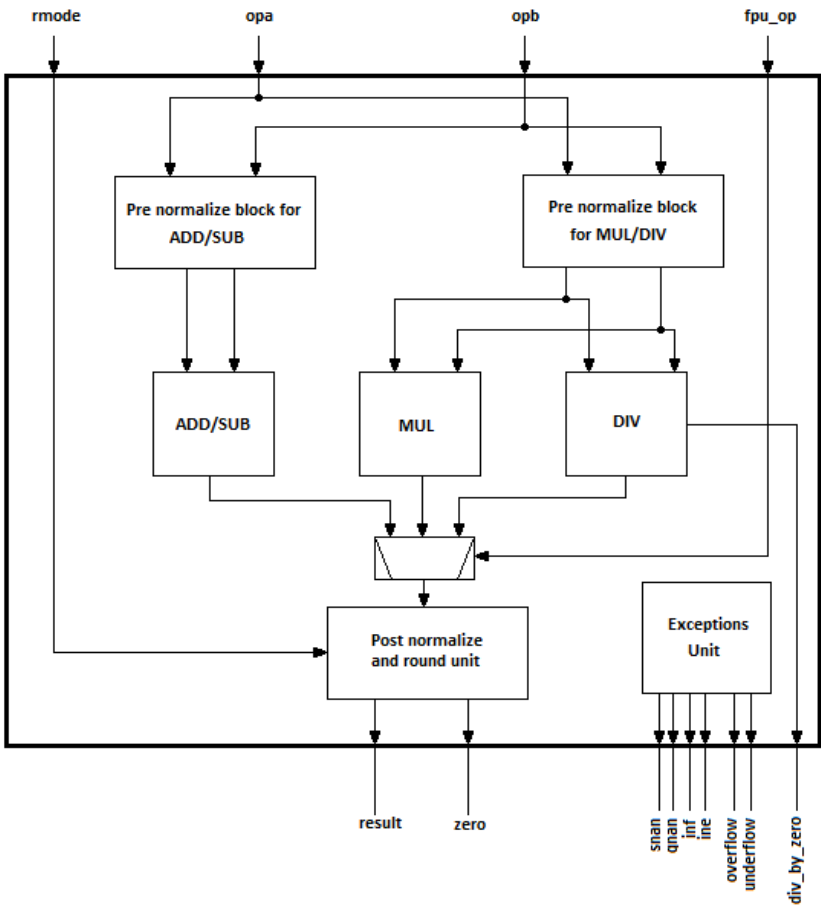 rmode
opa
opb
fpu_op
Pre normalize block for
ADD/SUB
Pre normalize block
for MUL/DIV
ADD/SUB
MUL
DIV
Post normalize
and round unit
Exceptions
Unit
result
zero
snan
qnan
inf
ine
overflow
underflow
div_by_zero